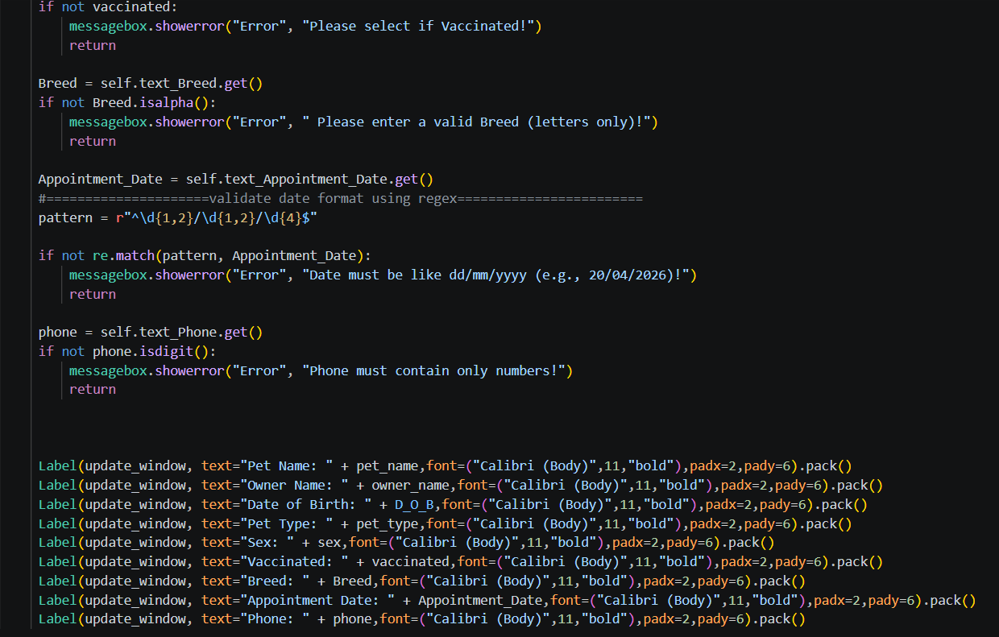 if not vaccinated:
messagebox.showerror("Error", "Please select if Vaccinated!")
return
Breed = self.text_Breed.get()
if not Breed.isalpha():
messagebox.showerror("Error", " Please enter a valid Breed (letters only)!")
return
Appointment_Date = self.text_Appointment_Date.get()
#=====================validate date format using regex========================
pattern = r"^\d{1,2}/\d{1,2}/\d{4}$"
if not re.match(pattern, Appointment_Date):
messagebox.showerror("Error", "Date must be like dd/mm/yyyy (e.g., 20/04/2026)!")
return
phone = self.text_Phone.get()
if not phone.isdigit():
messagebox.showerror("Error", "Phone must contain only numbers!")
return
Label(update_window, text="Pet Name: " + pet_name,font=("Calibri (Body)",11,"bold"),padx=2,pady=6).pack()
Label(update_window, text="Owner Name: " + owner_name,font=("Calibri (Body)",11,"bold"),padx=2,pady=6).pack()
Label(update_window, text="Date of Birth: " + D_O_B,font=("Calibri (Body)",11,"bold"),padx=2,pady=6).pack()
Label(update_window, text="Pet Type: " + pet_type,font=("Calibri (Body)",11,"bold"),padx=2,pady=6).pack()
Label(update_window, text="Sex: " + sex,font=("Calibri (Body)",11,"bold"),padx=2,pady=6).pack()
Label(update_window, text="Vaccinated: " + vaccinated,font=("Calibri (Body)",11,"bold"),padx=2,pady=6).pack()
Label(update_window, text="Breed: " + Breed,font=("Calibri (Body)",11,"bold"),padx=2,pady=6).pack()
Label(update_window, text="Appointment Date: " + Appointment_Date,font=("Calibri (Body)",11,"bold"),padx=2,pady=6).pack()
Label(update_window, text="Phone: " + phone,font=("Calibri (Body)",11,"bold"),padx=2,pady=6).pack()